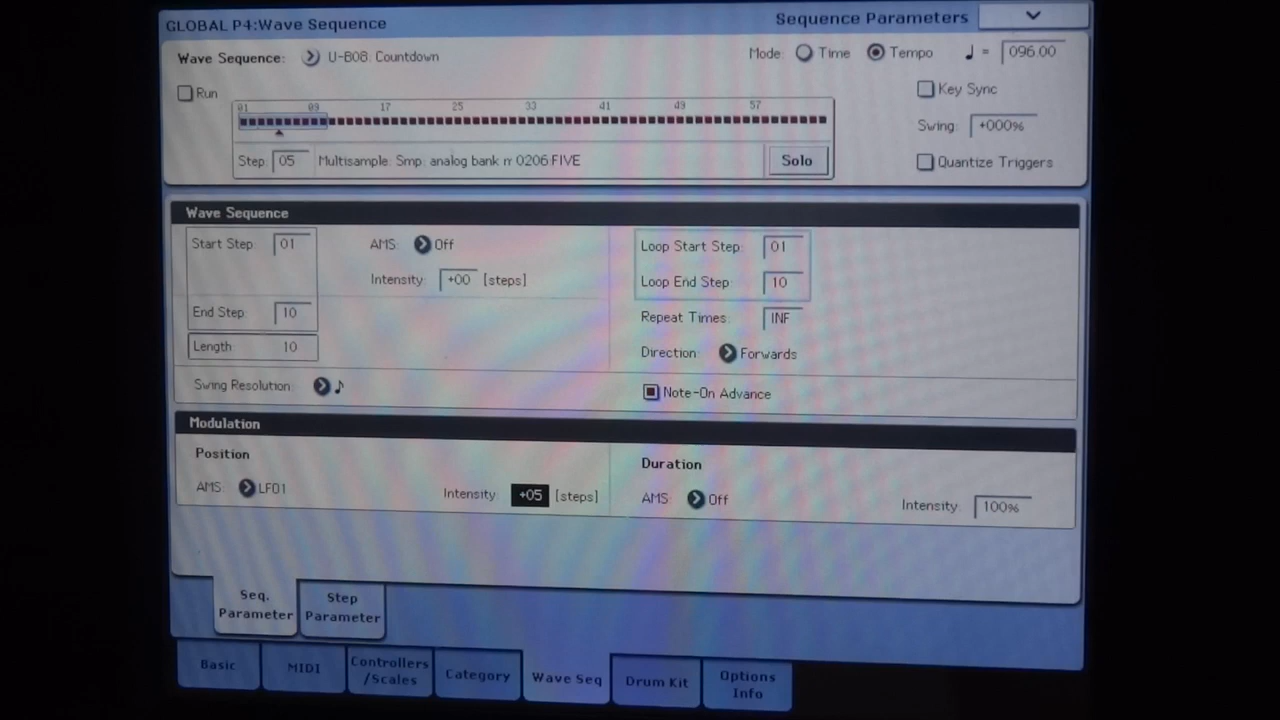 GLOBAL P4:Wave Sequence
Sequence Parameters
Wave Sequence: U-B08: Countdown
Mode: Time Tempo ♩ = 096.00
Run
Key Sync
01 09 17 25 33 41 49 57
Swing: +000%
Step: 05 Multisample: Smp: analog bank rr 0206 FIVE
Solo
Quantize Triggers
Wave Sequence
Start Step 01
AMS: Off
Loop Start Step: 01
Intensity: +00 [steps]
Loop End Step: 10
End Step 10
Repeat Times: INF
Length 10
Direction: Forwards
Swing Resolution: ♪
Note-On Advance
Modulation
Position
Duration
AMS: LFO1
Intensity: +05 [steps]
AMS: Off
Intensity: 100%
Seq.
Parameter
Step
Parameter
Basic
MIDI
Controllers
/Scales
Category
Wave Seq
Drum Kit
Options
Info